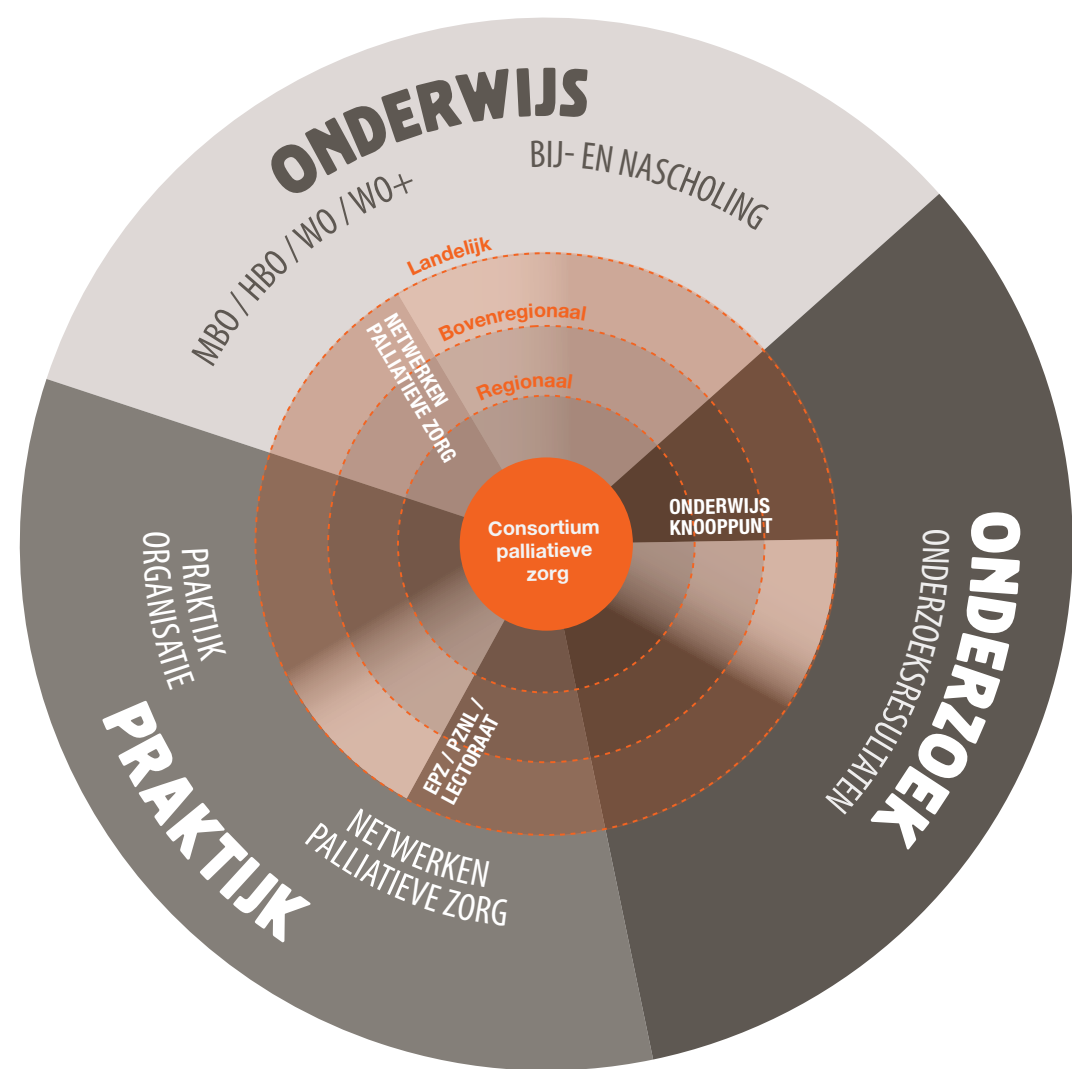 ONDERWIJS
MBO / HBO / WO / WO+
BIJ- EN NASCHOLING
Landelijk
Bovenregionaal
Regionaal
NETWERKEN
PALLIATIEVE ZORG
Consortium
palliatieve
zorg
ONDERWIJS
KNOOPPUNT
ONDERZOEK
ONDERZOEKSRESULTATEN
EPZ / PZNL /
LECTORAAT
PRAKTIJK
ORGANISATIE
PRAKTIJK
NETWERKEN
PALLIATIEVE ZORG